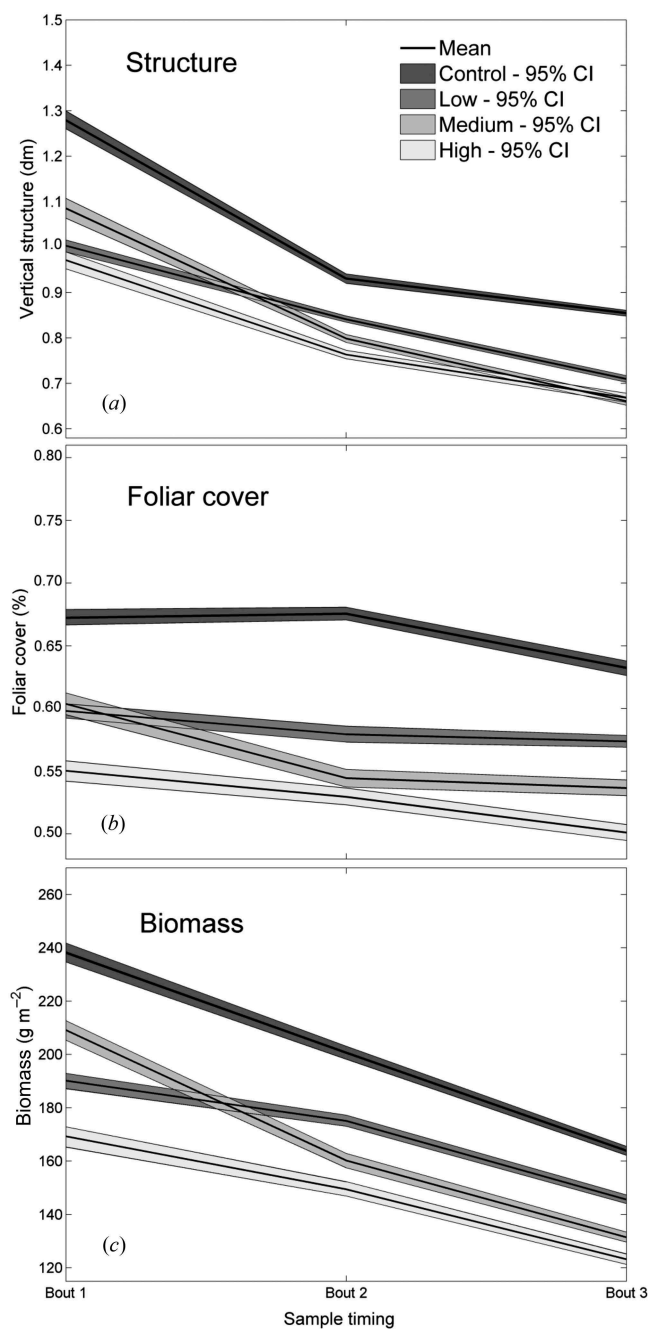 Structure
Mean
Control - 95% CI
Low - 95% CI
Medium - 95% CI
High - 95% CI
Vertical structure (dm)
1.5
1.4
1.3
1.2
1.1
1.0
0.9
0.8
0.7
0.6
(a)
Foliar cover
Foliar cover (%)
0.80
0.75
0.70
0.65
0.60
0.55
0.50
(b)
Biomass
Biomass (g m−2)
260
240
220
200
180
160
140
120
(c)
Bout 1 Bout 2 Bout 3
Sample timing